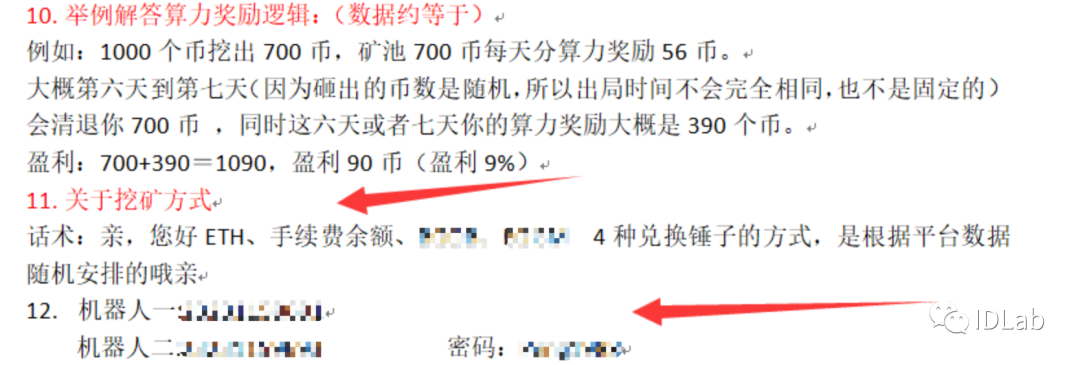 10. 举例解答算力奖励逻辑：（数据约等于）
例如：1000 个币挖出 700 币，矿池 700 币每天分算力奖励 56 币。
大概第六天到第七天（因为砸出的币数是随机，所以出局时间不会完全相同，也不是固定的）
会清退你 700 币 ，同时这六天或者七天你的算力奖励大概是 390 个币。
盈利：700+390＝1090，盈利 90 币（盈利 9%）
11. 关于挖矿方式
话术：亲，您好 ETH、手续费余额、 4 种兑换锤子的方式，是根据平台数据
随机安排的哦亲
12. 机器人一:
机器人二: 密码：
IDLab